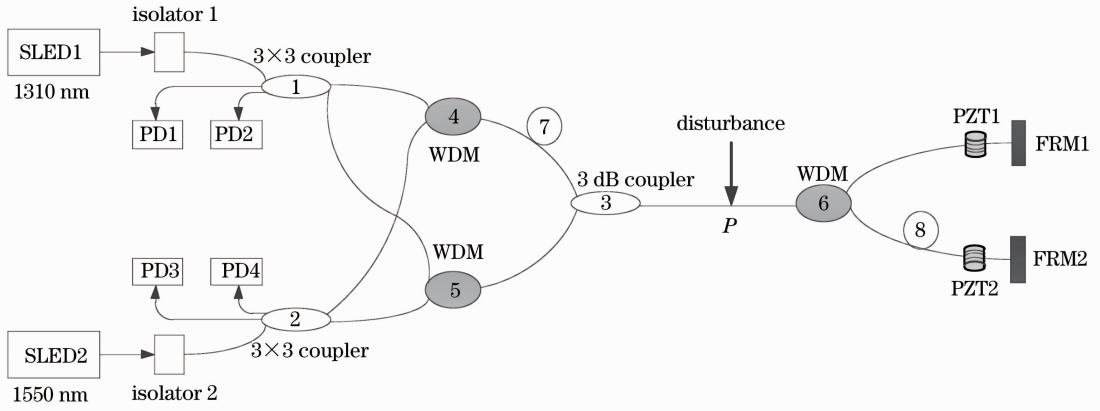 isolator 1
SLED1
1310 nm
3×3 coupler
1
PD1
PD2
4
WDM
7
disturbance
3 dB coupler
3
P
WDM
6
PZT1
FRM1
8
PZT2
FRM2
WDM
5
PD3
PD4
2
3×3 coupler
SLED2
1550 nm
isolator 2